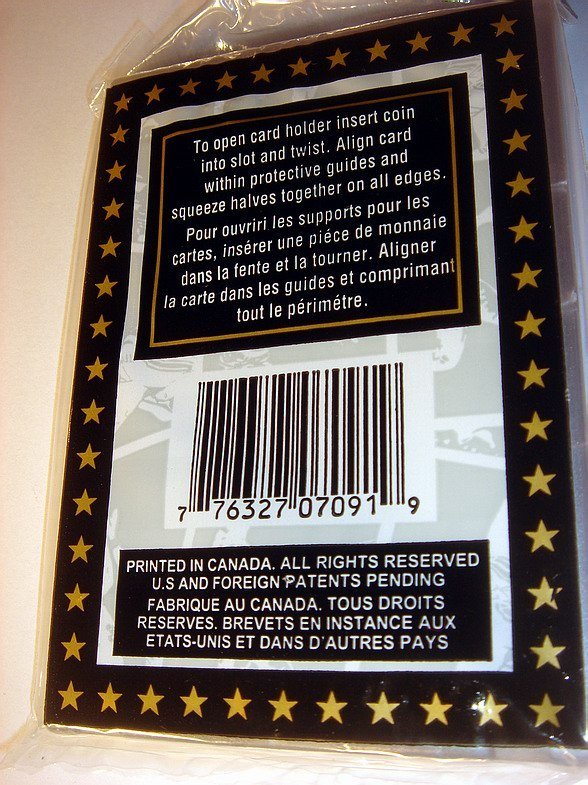 To open card holder insert coin
into slot and twist. Align card
within protective guides and
squeeze halves together on all edges.
Pour ouvriri les supports pour les
cartes, insérer une piéce de monnaie
dans la fente et la tourner. Aligner
la carte dans les guides et comprimant
tout le périmétre.
7 76327 07091 9
PRINTED IN CANADA. ALL RIGHTS RESERVED
U.S AND FOREIGN PATENTS PENDING
FABRIQUE AU CANADA. TOUS DROITS
RESERVES. BREVETS EN INSTANCE AUX
ETATS-UNIS ET DANS D'AUTRES PAYS